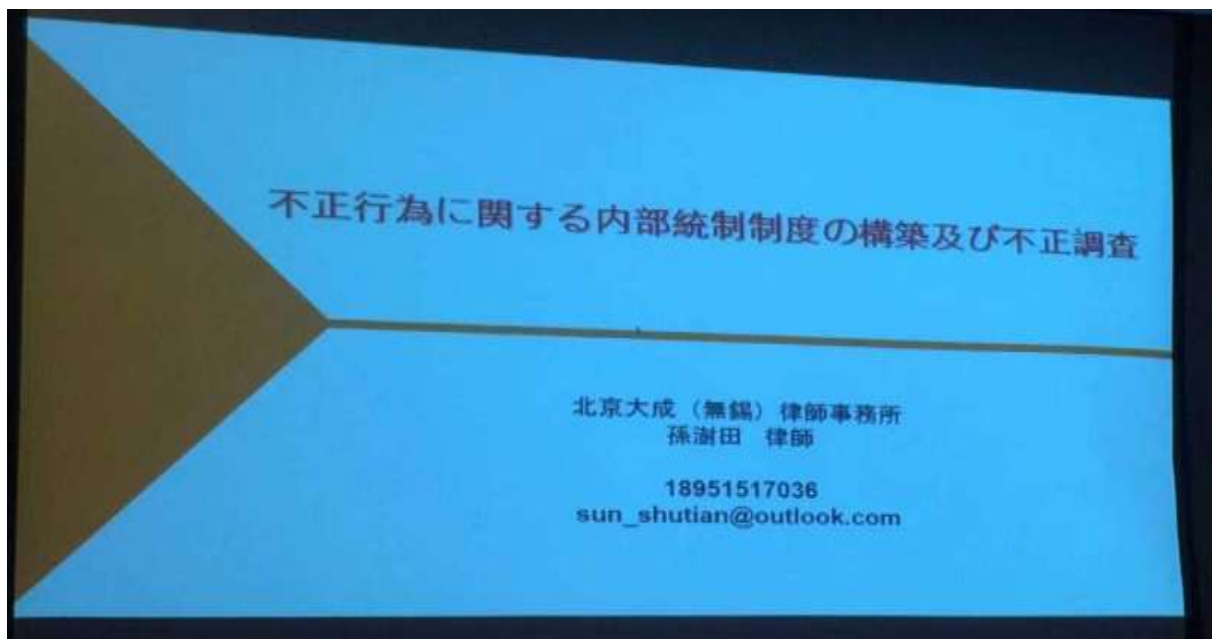 不正行為に関する内部統制制度の構築及び不正調査
北京大成（無錫）律師事務所
孫澍田　律師
18951517036
sun_shutian@outlook.com